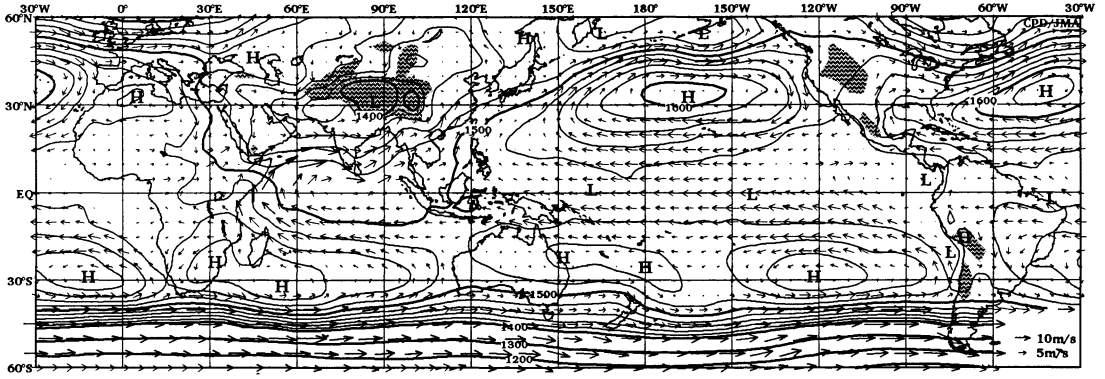 30°W 0° 30°E 60°E 90°E 120°E 150°E 180° 150°W 120°W 90°W 60°W 30°W
60°N
CPD/JMA
H L L
H
H H H
30°N
L 1400 1600 1600
1500
L L L L
EQ
H
H H H L
H H H H
30°S
1500
1400
1300
1200
10m/s
5m/s
60°S